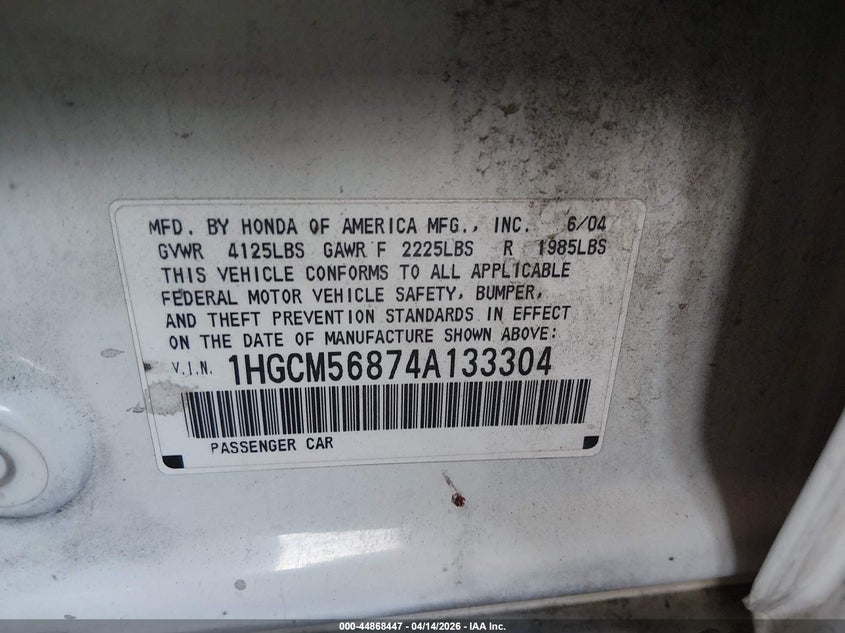 MFD. BY HONDA OF AMERICA MFG., INC. 6/04
GVWR 4125LBS GAWR F 2225LBS R 1985LBS
THIS VEHICLE CONFORMS TO ALL APPLICABLE
FEDERAL MOTOR VEHICLE SAFETY, BUMPER,
AND THEFT PREVENTION STANDARDS IN EFFECT
ON THE DATE OF MANUFACTURE SHOWN ABOVE:
V.I.N. 1HGCM56874A133304
PASSENGER CAR
000-44868447 - 04/14/2026 - IAA Inc.